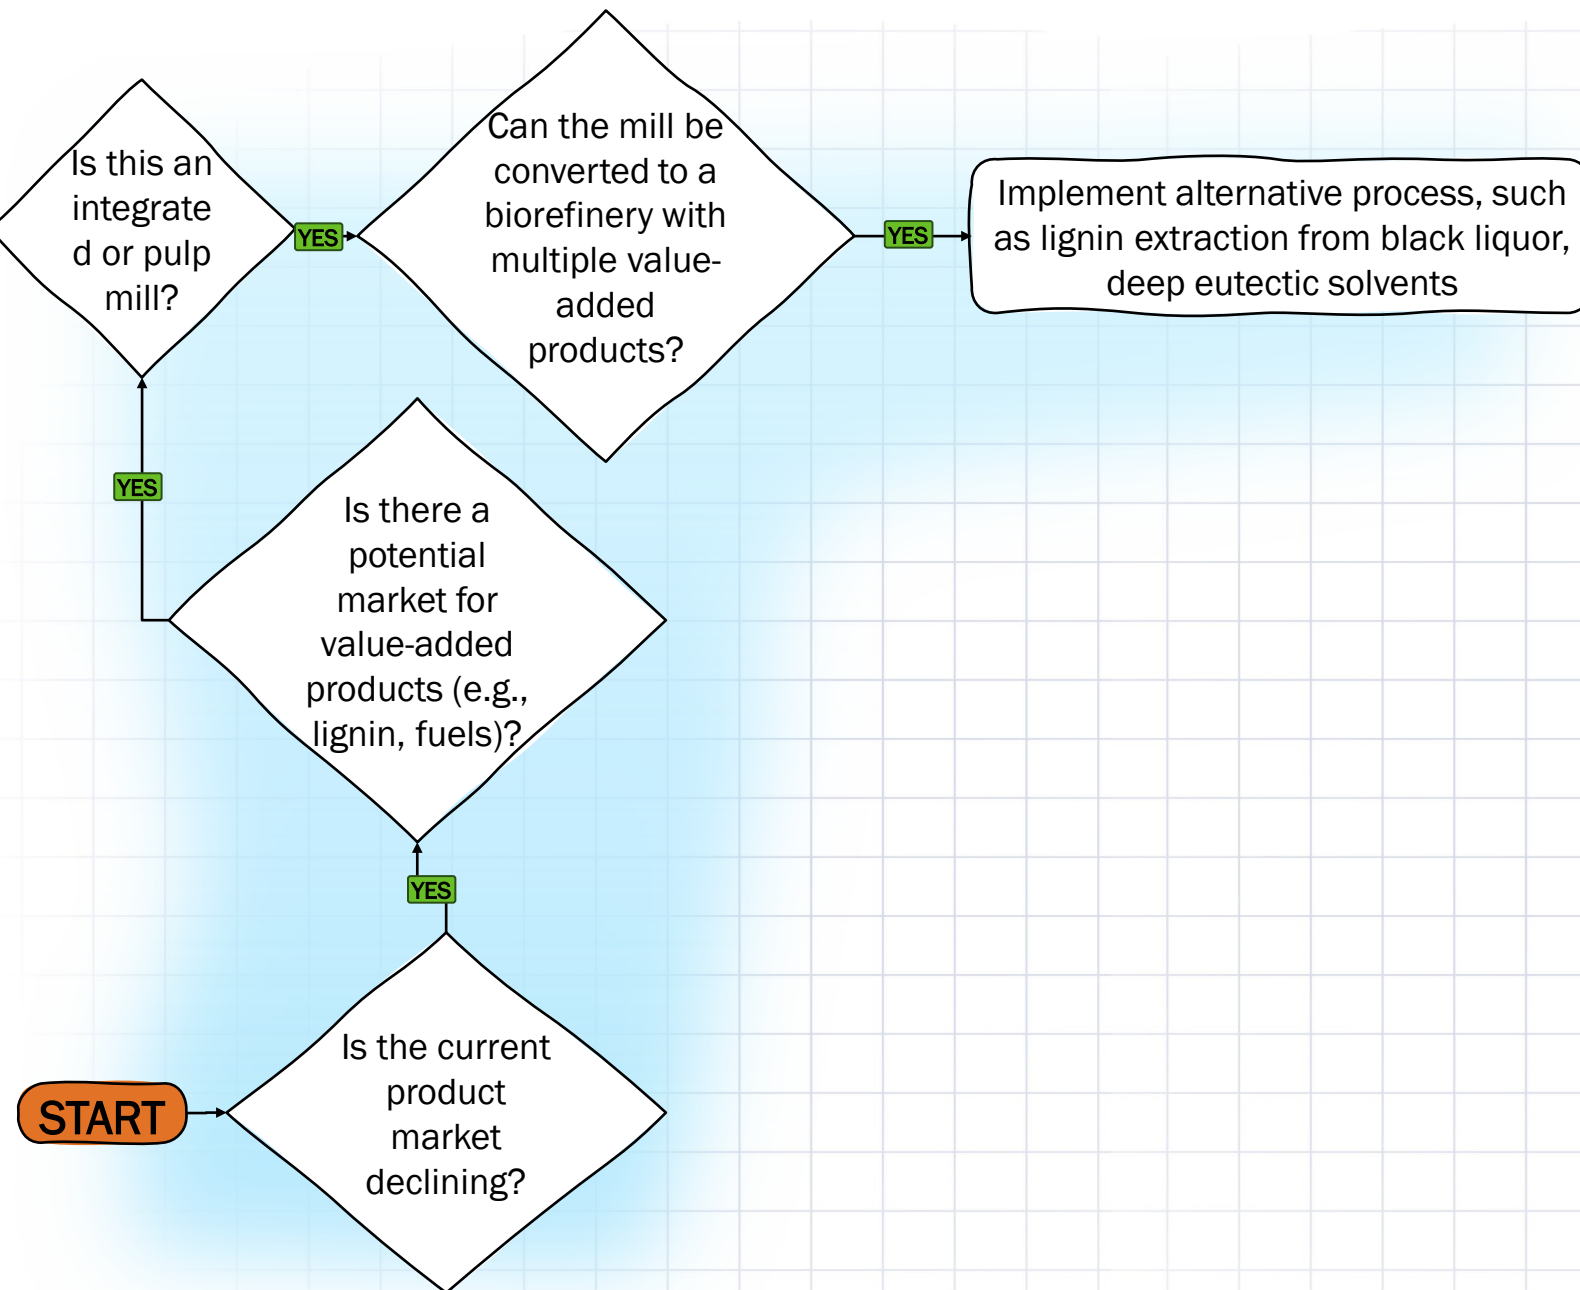 Is this an
integrate
d or pulp
mill?
YES
Can the mill be
converted to a
biorefinery with
multiple value-
added
products?
YES
Implement alternative process, such
as lignin extraction from black liquor,
deep eutectic solvents
YES
Is there a
potential
market for
value-added
products (e.g.,
lignin, fuels)?
YES
Is the current
product
market
declining?
START